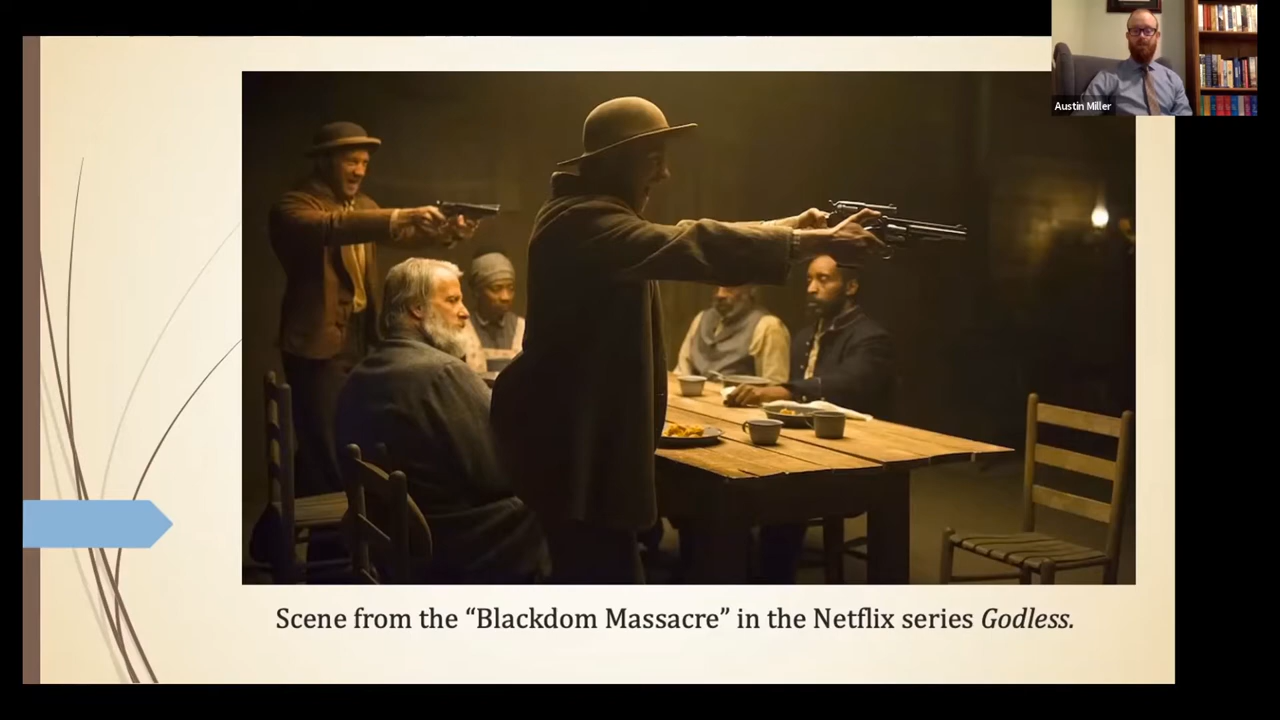 Austin Miller
Scene from the “Blackdom Massacre” in the Netflix series Godless.